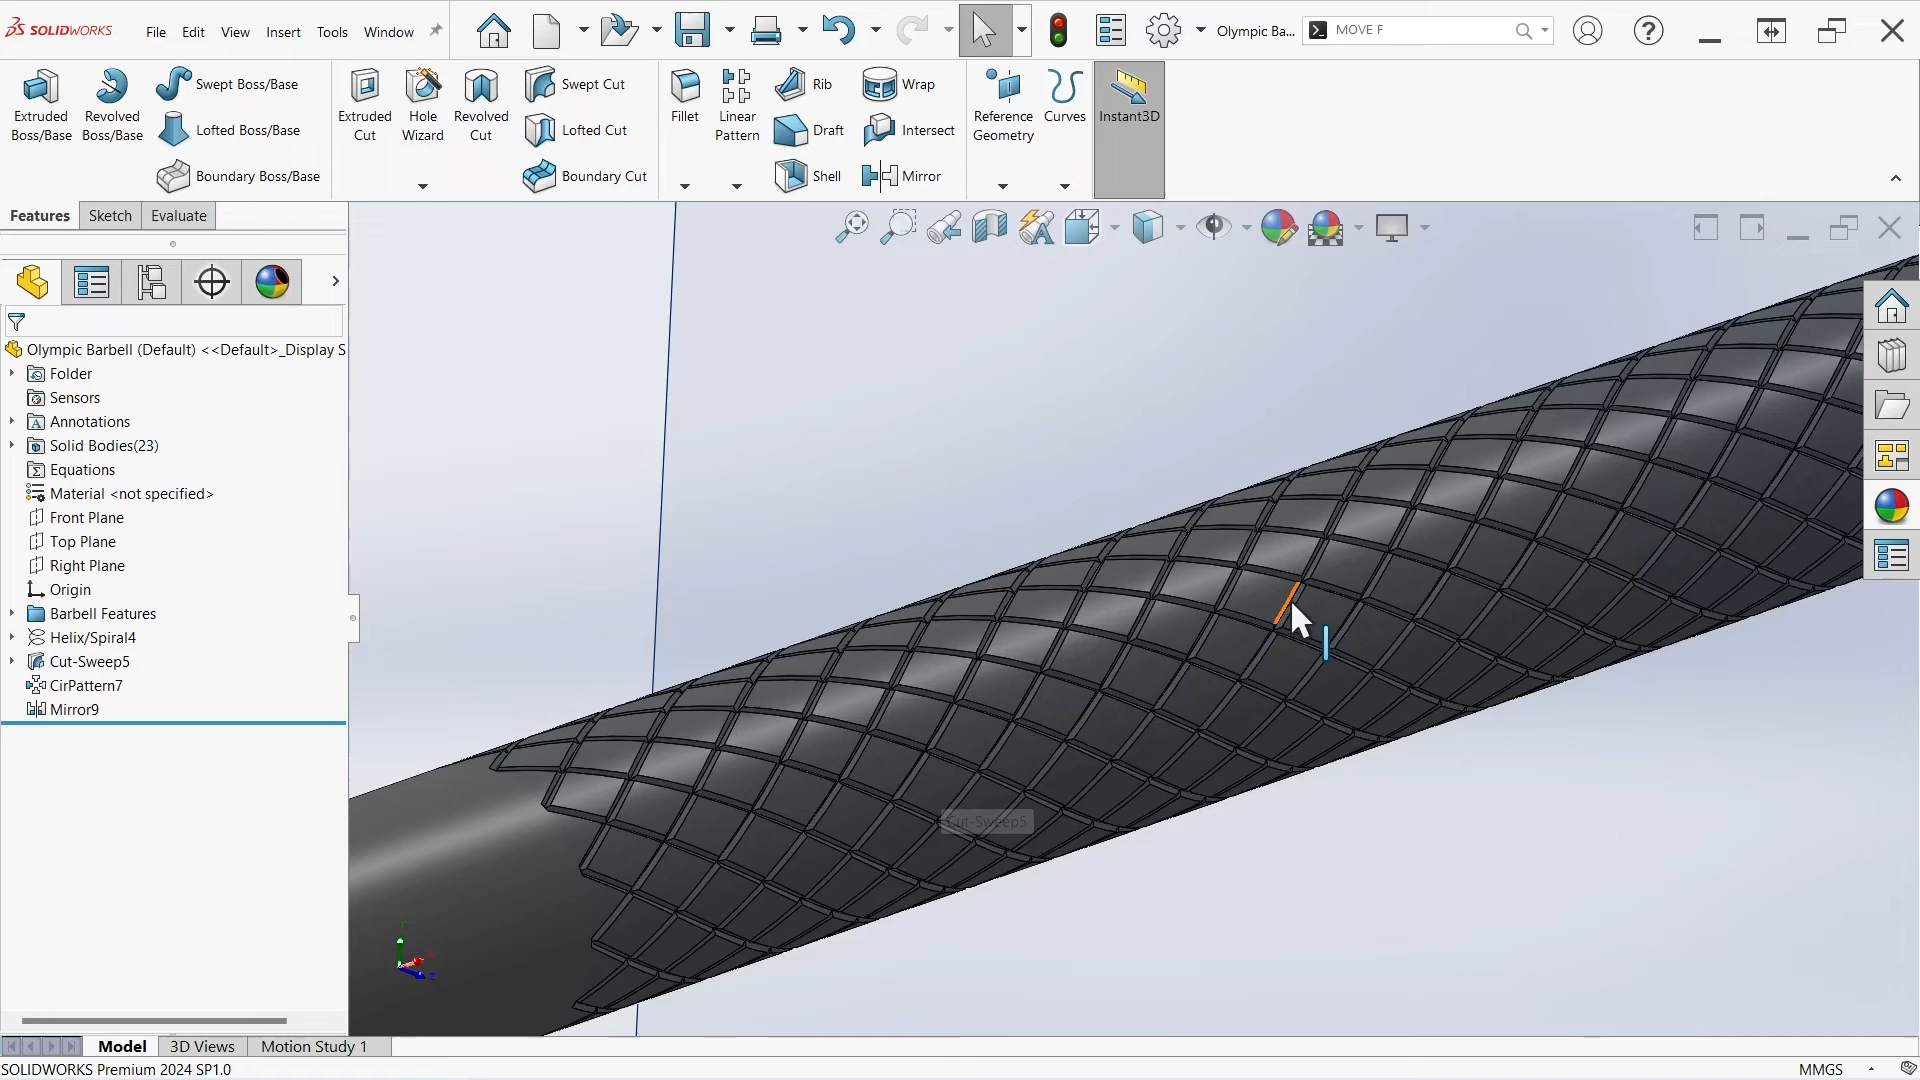 SOLIDWORKS
File Edit View Insert Tools Window
Olympic Ba...
MOVE F
Extruded Boss/Base
Revolved Boss/Base
Swept Boss/Base
Lofted Boss/Base
Boundary Boss/Base
Extruded Cut
Hole Wizard
Revolved Cut
Swept Cut
Lofted Cut
Boundary Cut
Fillet
Linear Pattern
Rib
Draft
Shell
Wrap
Intersect
Mirror
Reference Geometry
Curves
Instant3D
Features Sketch Evaluate
Olympic Barbell (Default) <<Default>_Display S
Folder
Sensors
Annotations
Solid Bodies(23)
Equations
Material <not specified>
Front Plane
Top Plane
Right Plane
Origin
Barbell Features
Helix/Spiral4
Cut-Sweep5
CirPattern7
Mirror9
Cut-Sweep5
Model 3D Views Motion Study 1
SOLIDWORKS Premium 2024 SP1.0
MMGS